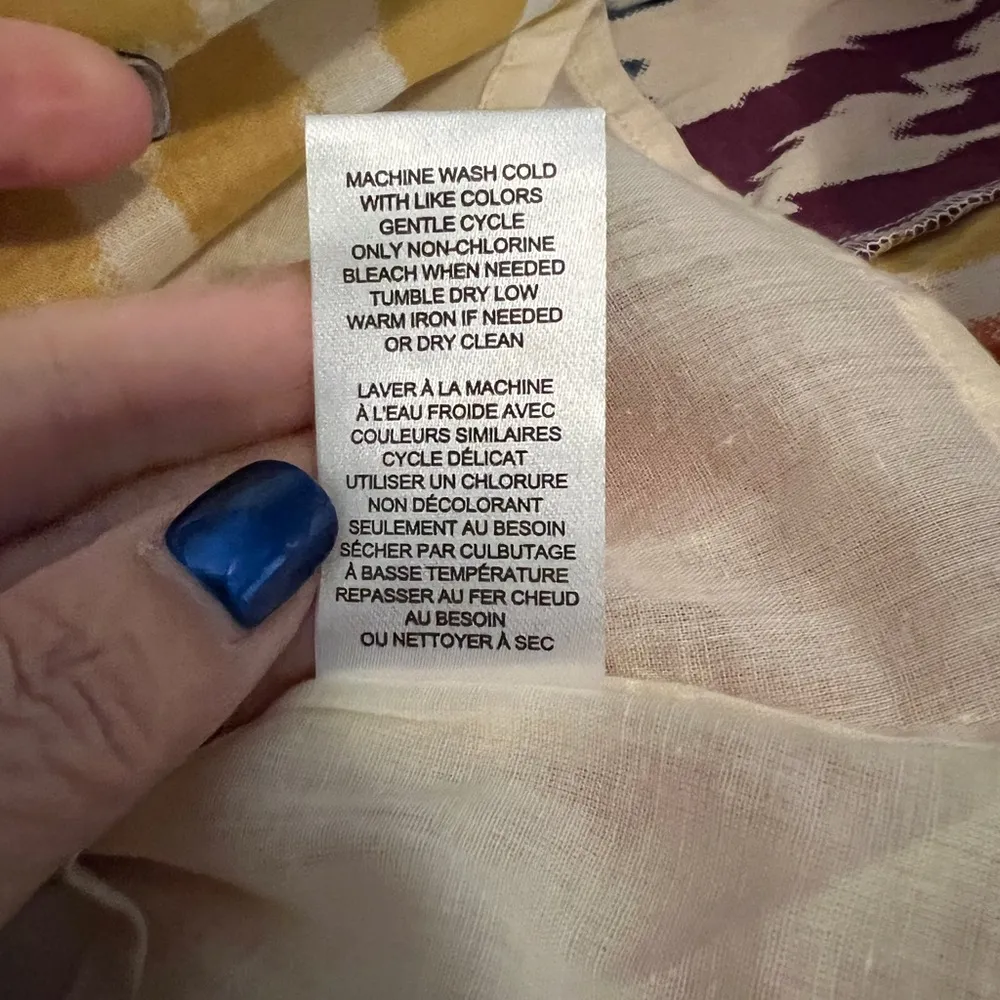 MACHINE WASH COLD
WITH LIKE COLORS
GENTLE CYCLE
ONLY NON-CHLORINE
BLEACH WHEN NEEDED
TUMBLE DRY LOW
WARM IRON IF NEEDED
OR DRY CLEAN
LAVER À LA MACHINE
À L'EAU FROIDE AVEC
COULEURS SIMILAIRES
CYCLE DÉLICAT
UTILISER UN CHLORURE
NON DÉCOLORANT
SEULEMENT AU BESOIN
SÉCHER PAR CULBUTAGE
À BASSE TEMPÉRATURE
REPASSER AU FER CHEUD
AU BESOIN
OU NETTOYER À SEC